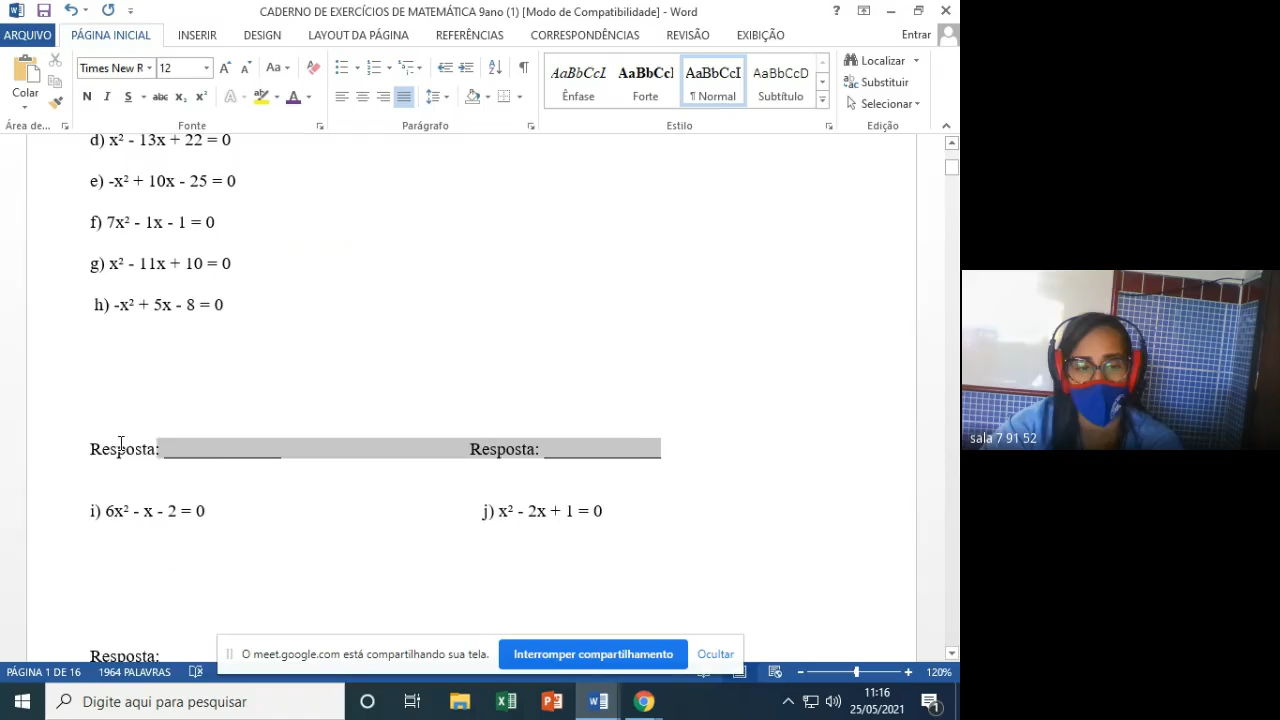 CADERNO DE EXERCÍCIOS DE MATEMÁTICA 9ano (1) [Modo de Compatibilidade] - Word
ARQUIVO PÁGINA INICIAL INSERIR DESIGN LAYOUT DA PÁGINA REFERÊNCIAS CORRESPONDÊNCIAS REVISÃO EXIBIÇÃO Entrar
Times New R 12 Aa
Colar
N I S abc x₂ x² A A
AaBbCcI AaBbCcl AaBbCcI AaBbCcD
Ênfase Forte ¶ Normal Subtítulo
Localizar
Substituir
Selecionar
Área de... Fonte Parágrafo Estilo Edição
d) x² - 13x + 22 = 0
e) -x² + 10x - 25 = 0
f) 7x² - 1x - 1 = 0
g) x² - 11x + 10 = 0
h) -x² + 5x - 8 = 0
Resposta: _____________ Resposta: _____________
i) 6x² - x - 2 = 0 j) x² - 2x + 1 = 0
Resposta:
O meet.google.com está compartilhando sua tela. Interromper compartilhamento Ocultar
PÁGINA 1 DE 16 1964 PALAVRAS 120%
Digite aqui para pesquisar
11:16
25/05/2021
1
sala 7 91 52